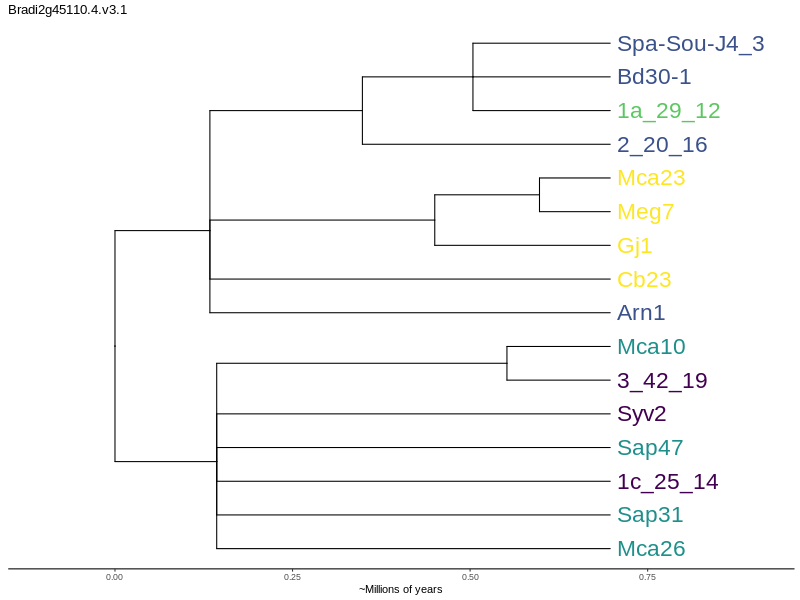 Bradi2g45110.4.v3.1
Spa-Sou-J4_3
Bd30-1
1a_29_12
2_20_16
Mca23
Meg7
Gj1
Cb23
Arn1
Mca10
3_42_19
Syv2
Sap47
1c_25_14
Sap31
Mca26
0.00 0.25 0.50 0.75
~Millions of years